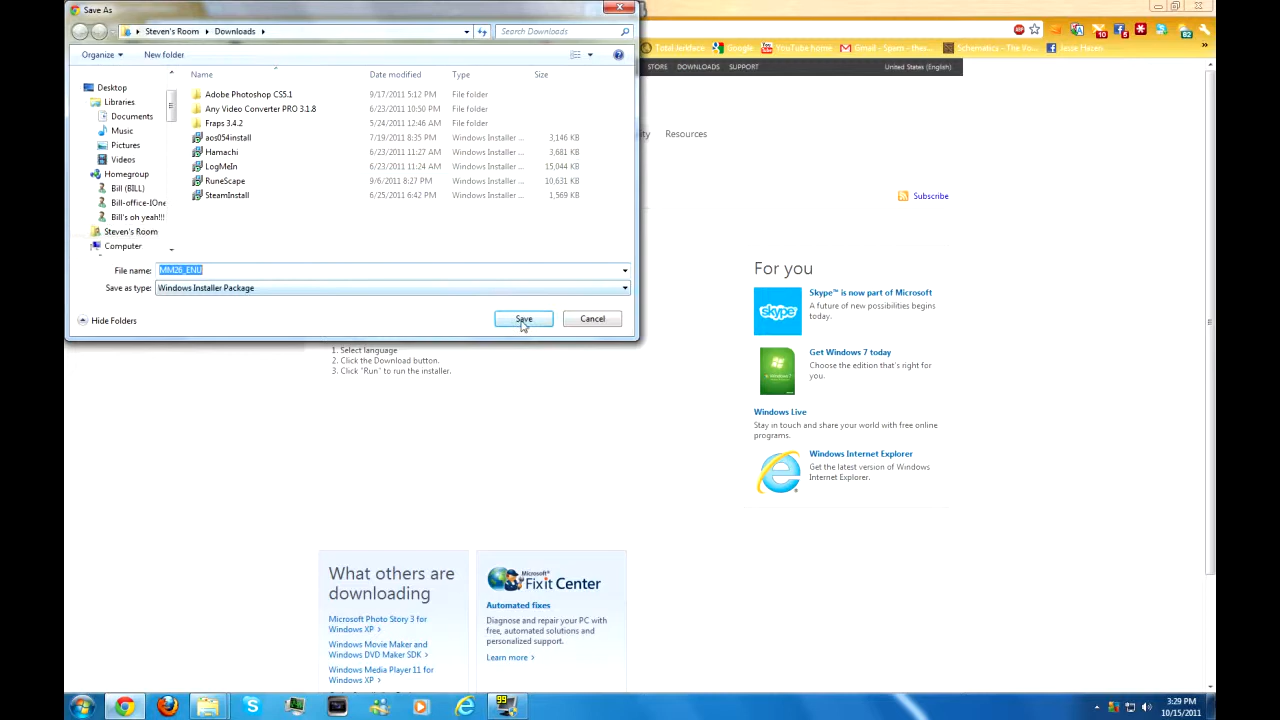 Save As
Steven's Room ▸ Downloads ▸
Search Downloads
Organize
New folder
Name
Date modified
Type
Size
Desktop
Libraries
Documents
Music
Pictures
Videos
Homegroup
Bill (BILL)
Bill-office-IOne
Bill's oh yeah!!!
Steven's Room
Computer
Adobe Photoshop CS5.1 9/17/2011 5:12 PM File folder
Any Video Converter PRO 3.1.8 6/23/2011 10:50 PM File folder
Fraps 3.4.2 5/24/2011 12:46 AM File folder
aos054install 7/19/2011 8:35 PM Windows Installer ... 3,146 KB
Hamachi 6/23/2011 11:27 AM Windows Installer ... 3,681 KB
LogMeIn 6/23/2011 11:24 AM Windows Installer ... 15,044 KB
RuneScape 9/6/2011 8:27 PM Windows Installer ... 10,631 KB
SteamInstall 6/25/2011 6:42 PM Windows Installer ... 1,569 KB
File name: MM26_ENU
Save as type: Windows Installer Package
Hide Folders
Save
Cancel
Total Jerkface
Google
YouTube home
Gmail - Spam - thes
Schematics - The Vo
Jesse Hazen
10
5
82
STORE DOWNLOADS SUPPORT
United States (English)
Resources
Subscribe
1. Select language
2. Click the Download button.
3. Click "Run" to run the installer.
For you
skype
Skype™ is now part of Microsoft
A future of new possibilities begins
today.
Get Windows 7 today
Choose the edition that's right for
you.
Windows Live
Stay in touch and share your world with free online
programs.
Windows Internet Explorer
Get the latest version of Windows
Internet Explorer.
What others are
downloading
Microsoft Photo Story 3 for
Windows XP ›
Windows Movie Maker and
Windows DVD Maker SDK ›
Windows Media Player 11 for
Windows XP ›
Microsoft®
Fix it Center
Automated fixes
Diagnose and repair your PC with
free, automated solutions and
personalized support.
Learn more ›
99
3:29 PM
10/15/2011